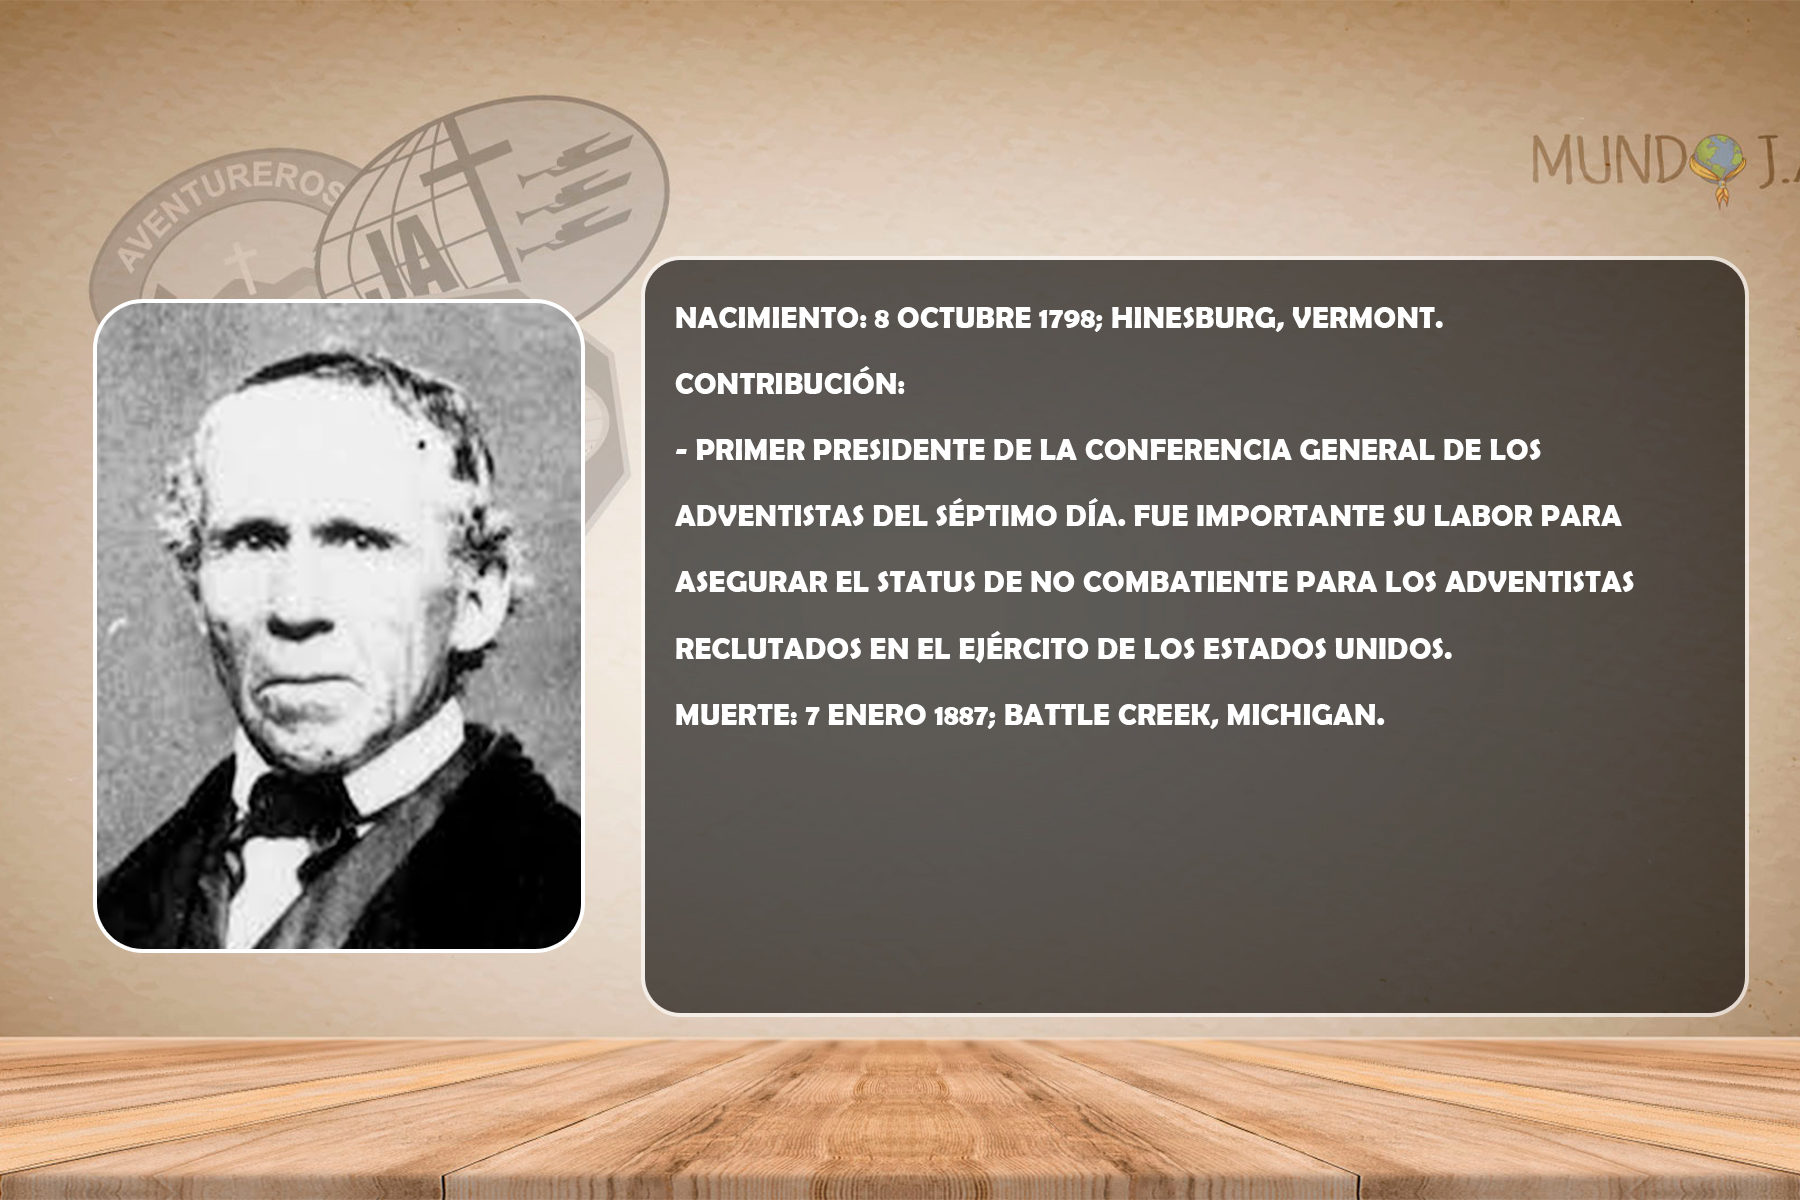 AVENTUREROS
JA
MUNDO J.A
NACIMIENTO: 8 OCTUBRE 1798; HINESBURG, VERMONT.
CONTRIBUCIÓN:
- PRIMER PRESIDENTE DE LA CONFERENCIA GENERAL DE LOS
ADVENTISTAS DEL SÉPTIMO DÍA. FUE IMPORTANTE SU LABOR PARA
ASEGURAR EL STATUS DE NO COMBATIENTE PARA LOS ADVENTISTAS
RECLUTADOS EN EL EJÉRCITO DE LOS ESTADOS UNIDOS.
MUERTE: 7 ENERO 1887; BATTLE CREEK, MICHIGAN.